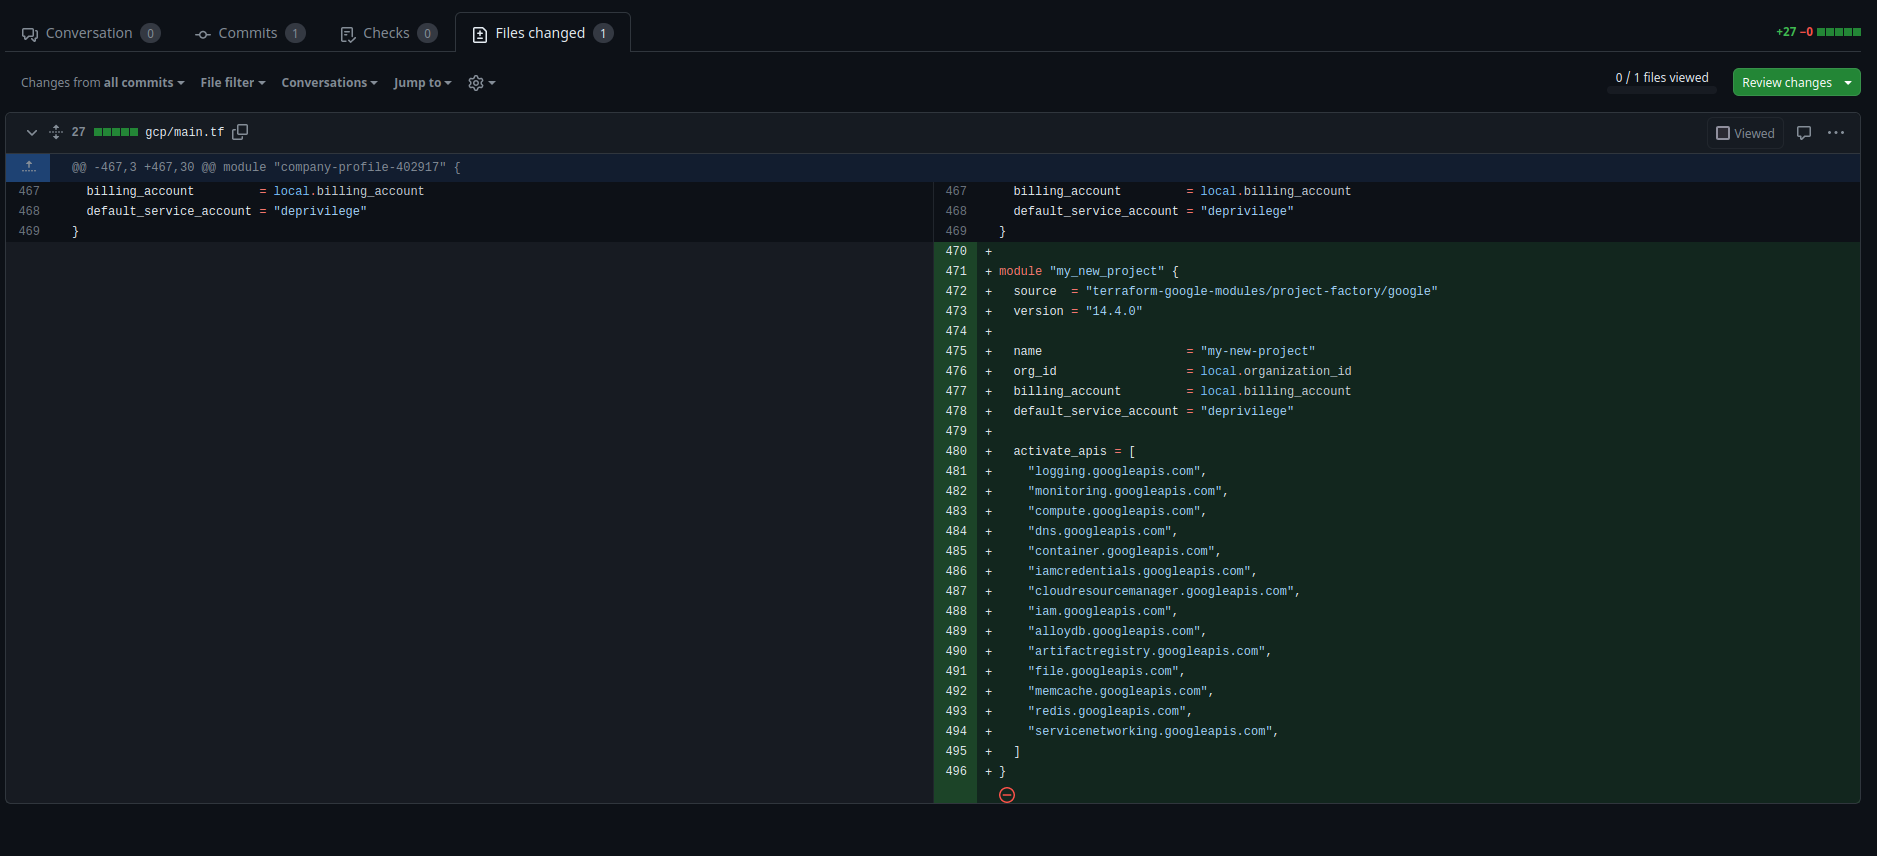 Conversation 0 Commits 1 Checks 0 Files changed 1 +27 −0
Changes from all commits File filter Conversations Jump to 0 / 1 files viewed Review changes
27 gcp/main.tf Viewed
@@ -467,3 +467,30 @@ module "company-profile-402917" {
467 billing_account = local.billing_account 467 billing_account = local.billing_account
468 default_service_account = "deprivilege" 468 default_service_account = "deprivilege"
469 } 469 }
470 +
471 + module "my_new_project" {
472 + source = "terraform-google-modules/project-factory/google"
473 + version = "14.4.0"
474 +
475 + name = "my-new-project"
476 + org_id = local.organization_id
477 + billing_account = local.billing_account
478 + default_service_account = "deprivilege"
479 +
480 + activate_apis = [
481 + "logging.googleapis.com",
482 + "monitoring.googleapis.com",
483 + "compute.googleapis.com",
484 + "dns.googleapis.com",
485 + "container.googleapis.com",
486 + "iamcredentials.googleapis.com",
487 + "cloudresourcemanager.googleapis.com",
488 + "iam.googleapis.com",
489 + "alloydb.googleapis.com",
490 + "artifactregistry.googleapis.com",
491 + "file.googleapis.com",
492 + "memcache.googleapis.com",
493 + "redis.googleapis.com",
494 + "servicenetworking.googleapis.com",
495 + ]
496 + }